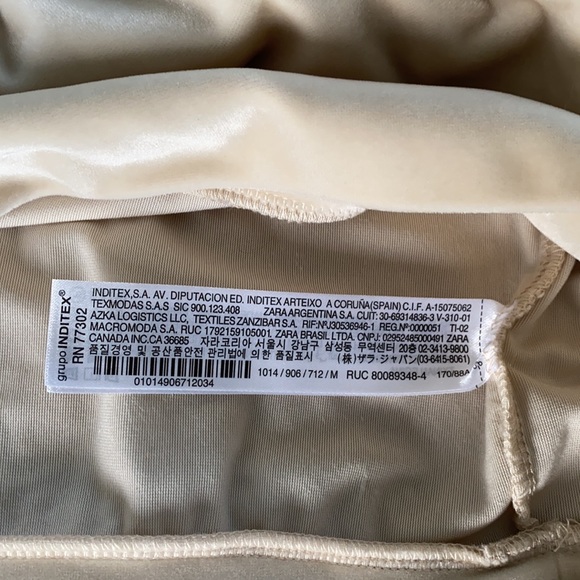 grupo INDITEX®
RN 77302
INDITEX,S.A. AV. DIPUTACION ED. INDITEX ARTEIXO A CORUÑA(SPAIN) C.I.F. A-15075062
TEXMODAS S.A.S SIC 900.123.408 ZARA ARGENTINA S.A. CUIT: 30-69314836-3 V-310-01
AZKA LOGISTICS LLC, TEXTILES ZANZIBAR S.A. RIF:NºJ30536946-1 REG.Nº0000051 TI-02
MACROMODA S.A. RUC 1792159105001. ZARA BRASIL LTDA. CNPJ.: 02952485000491 ZARA
CANADA INC.CA 36685 자라코리아 서울시 강남구 삼성동 무역센터 20층 02-3413-9800
품질경영 및 공산품안전 관리법에 의한 품질표시 (株)ザラ・ジャパン(03-6415-8061)
1014 / 906 / 712 / M RUC 80089348-4 170/88A
01014906712034